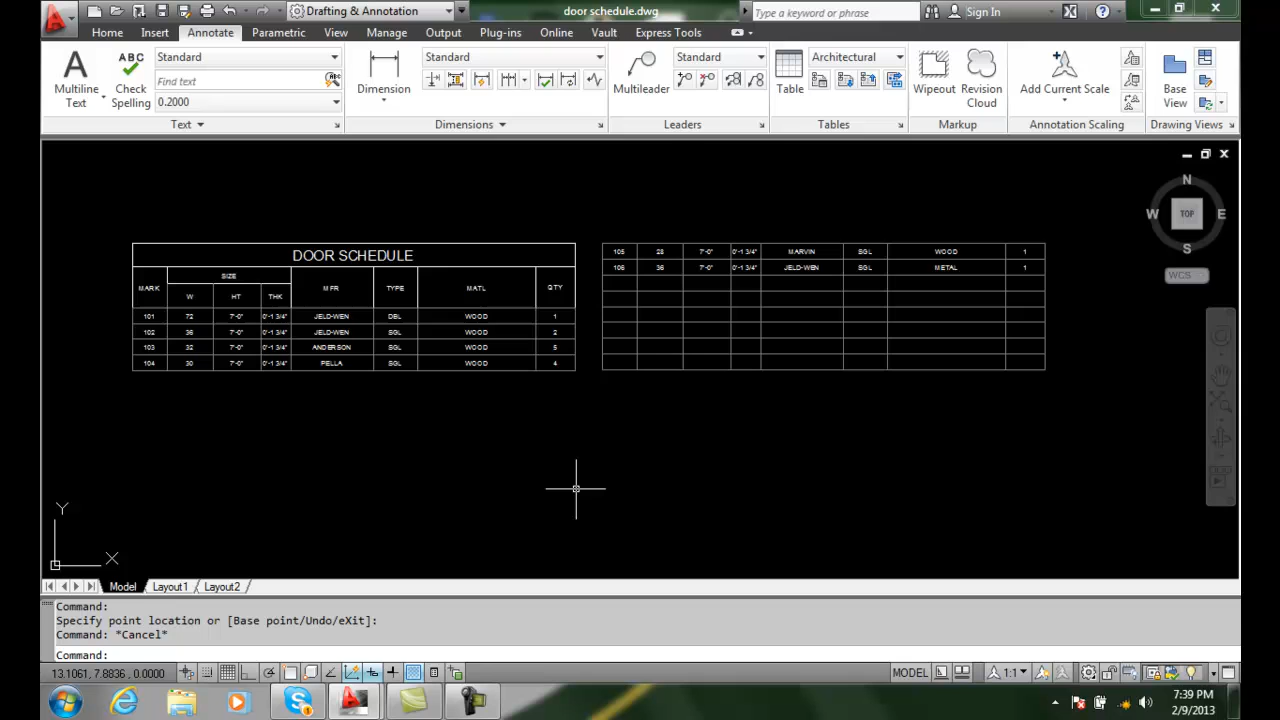 Drafting & Annotation
door schedule.dwg
Type a keyword or phrase
Sign In
Home Insert Annotate Parametric View Manage Output Plug-ins Online Vault Express Tools
Multiline Text
ABC
Check Spelling
Standard
Find text
0.2000
Text
Dimension
Standard
Dimensions
Multileader
Standard
Leaders
Table
Architectural
Tables
Wipeout
Revision Cloud
Markup
Add Current Scale
Annotation Scaling
Base View
Drawing Views
N
W TOP E
S
WCS
DOOR SCHEDULE
MARK SIZE MFR TYPE MATL QTY
W HT THK
101 72 7'-0" 0'-1 3/4" JELD-WEN DBL WOOD 1
102 36 7'-0" 0'-1 3/4" JELD-WEN SGL WOOD 2
103 32 7'-0" 0'-1 3/4" ANDERSON SGL WOOD 5
104 30 7'-0" 0'-1 3/4" PELLA SGL WOOD 4
105 28 7'-0" 0'-1 3/4" MARVIN SGL WOOD 1
106 36 7'-0" 0'-1 3/4" JELD-WEN SGL METAL 1
Y
X
Model Layout1 Layout2
Command:
Specify point location or [Base point/Undo/eXit]:
Command: *Cancel*
Command:
13.1061, 7.8836, 0.0000
MODEL
1:1
7:39 PM
2/9/2013